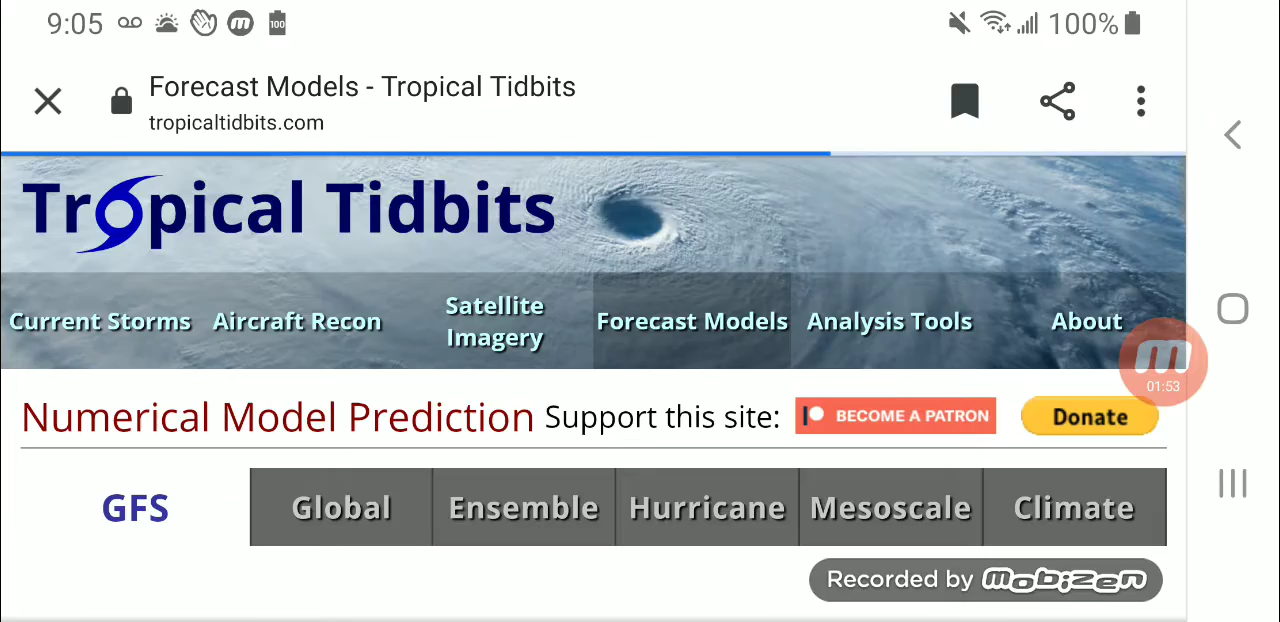 9:05 100 100%
Forecast Models - Tropical Tidbits
tropicaltidbits.com
Tropical Tidbits
Current Storms Aircraft Recon Satellite Imagery Forecast Models Analysis Tools About
01:53
Numerical Model Prediction Support this site: BECOME A PATRON Donate
GFS Global Ensemble Hurricane Mesoscale Climate
Recorded by mobizen